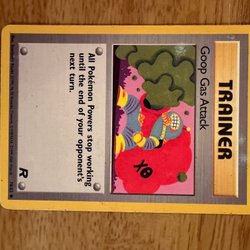 TRAINER
Goop Gas Attack
All Pokémon Powers stop working
until the end of your opponent's
next turn.